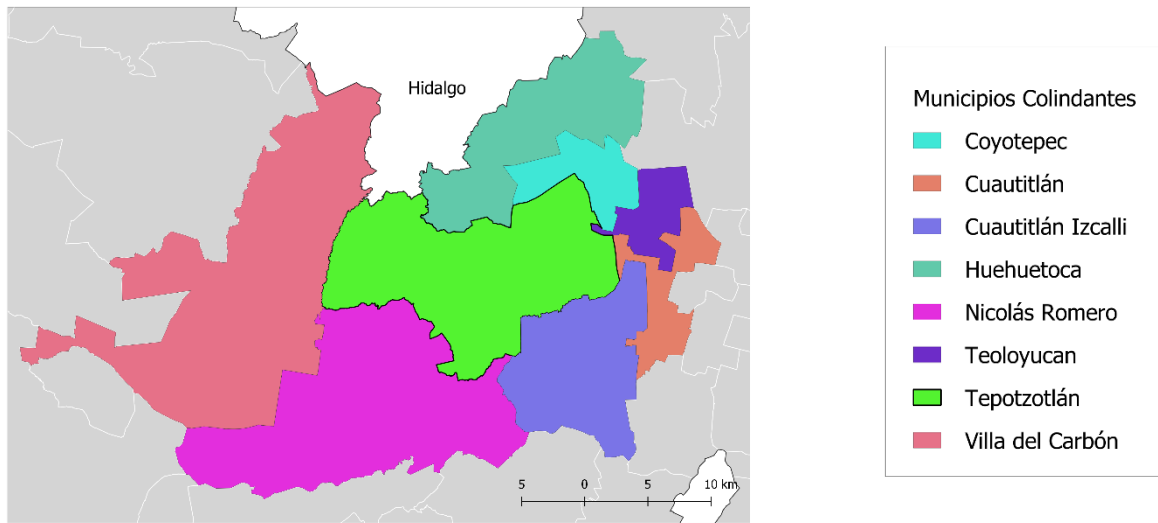 Hidalgo
5 0 5 10 km
Municipios Colindantes
Coyotepec
Cuautitlán
Cuautitlán Izcalli
Huehuetoca
Nicolás Romero
Teoloyucan
Tepotzotlán
Villa del Carbón